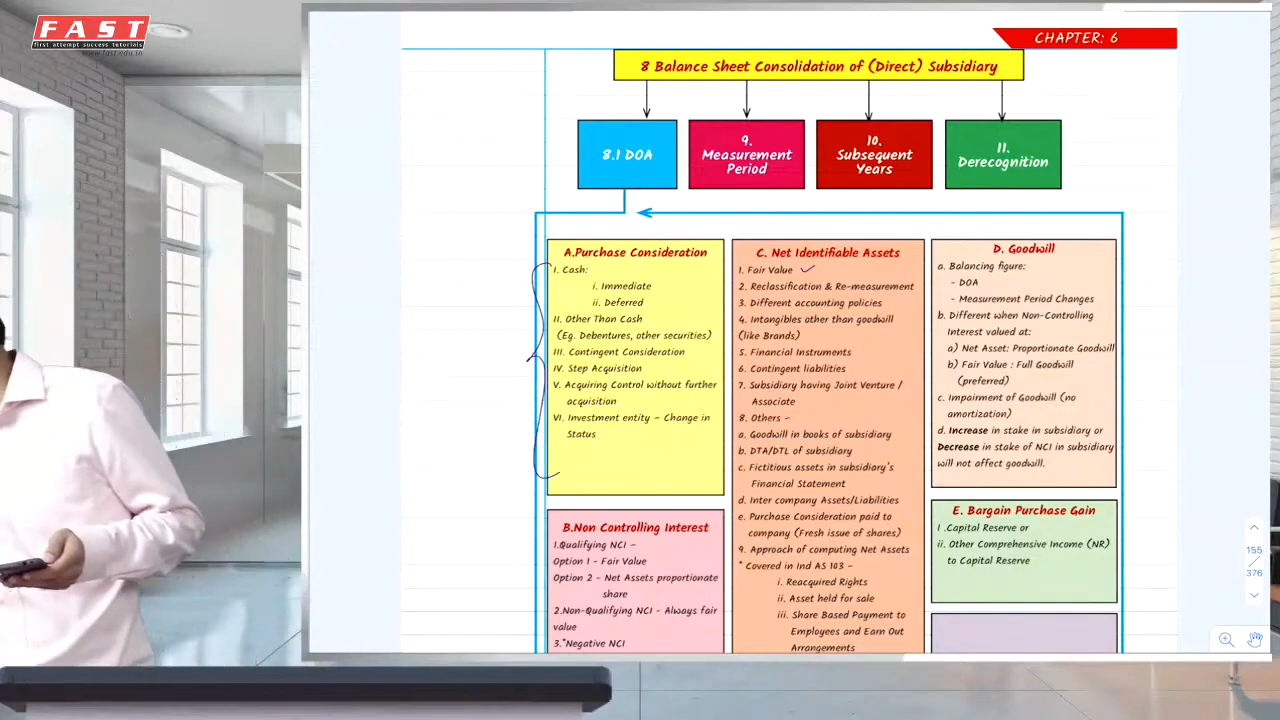 FAST
first attempt success tutorials
www.fast.edu.in
CHAPTER: 6
8 Balance Sheet Consolidation of (Direct) Subsidiary
8.1 DOA
9.
Measurement
Period
10.
Subsequent
Years
11.
Derecognition
A.Purchase Consideration
I. Cash:
i. Immediate
ii. Deferred
II. Other Than Cash
(Eg. Debentures, other securities)
III. Contingent Consideration
IV. Step Acquisition
V. Acquiring Control without further
acquisition
VI. Investment entity – Change in
Status
B.Non Controlling Interest
1.Qualifying NCI –
Option 1 - Fair Value
Option 2 - Net Assets proportionate
share
2.Non-Qualifying NCI - Always fair
value
3.*Negative NCI
C. Net Identifiable Assets
1. Fair Value
2. Reclassification & Re-measurement
3. Different accounting policies
4. Intangibles other than goodwill
(like Brands)
5. Financial Instruments
6. Contingent liabilities
7. Subsidiary having Joint Venture /
Associate
8. Others –
a. Goodwill in books of subsidiary
b. DTA/DTL of subsidiary
c. Fictitious assets in subsidiary's
Financial Statement
d. Inter company Assets/Liabilities
e. Purchase Consideration paid to
company (Fresh issue of shares)
9. Approach of computing Net Assets
* Covered in Ind AS 103 –
i. Reacquired Rights
ii. Asset held for sale
iii. Share Based Payment to
Employees and Earn Out
Arrangements
D. Goodwill
a. Balancing figure:
- DOA
- Measurement Period Changes
b. Different when Non-Controlling
Interest valued at:
a) Net Asset: Proportionate Goodwill
b) Fair Value : Full Goodwill
(preferred)
c. Impairment of Goodwill (no
amortization)
d. Increase in stake in subsidiary or
Decrease in stake of NCI in subsidiary
will not affect goodwill.
E. Bargain Purchase Gain
I .Capital Reserve or
ii. Other Comprehensive Income (NR)
to Capital Reserve
155
376